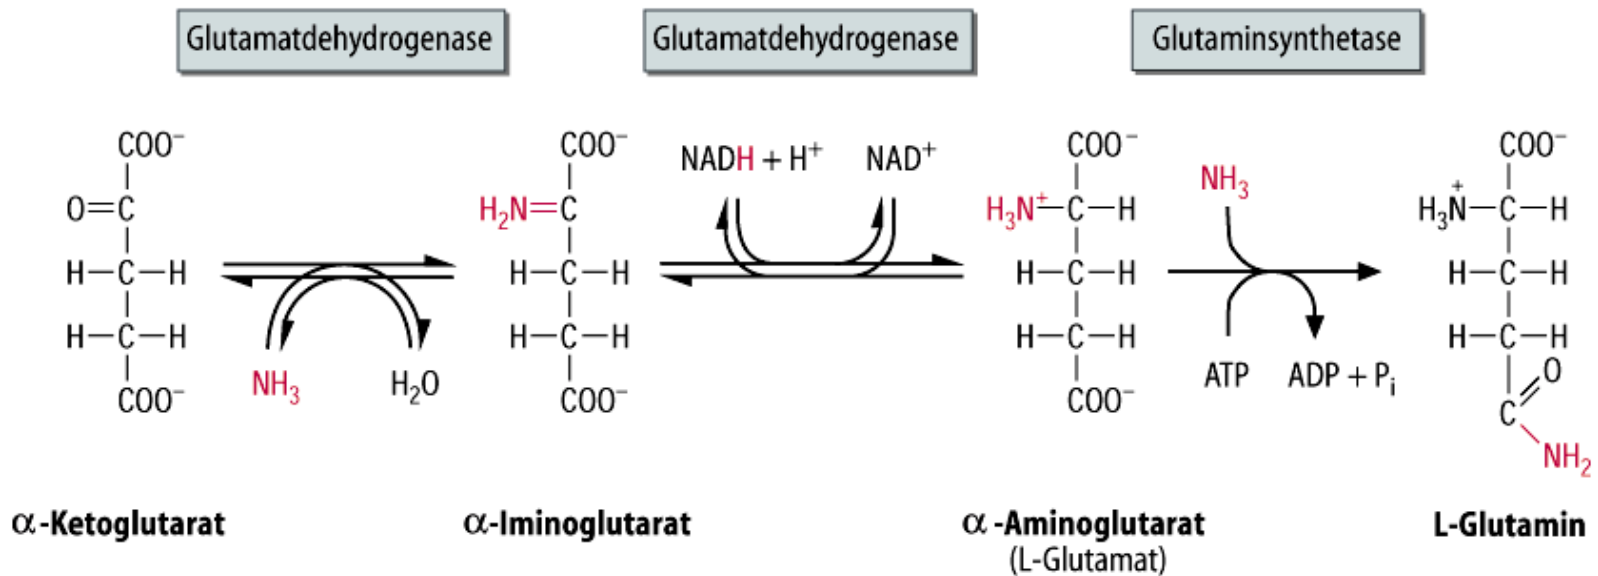 Glutamatdehydrogenase Glutamatdehydrogenase Glutaminsynthetase
COO⁻ COO⁻ NADH + H⁺ NAD⁺ COO⁻ NH₃ COO⁻
O=C H₂N=C H₃N⁺–C–H H₃N⁺–C–H
H–C–H H–C–H H–C–H H–C–H
H–C–H H–C–H H–C–H H–C–H
NH₃ H₂O ATP ADP + Pᵢ O
COO⁻ COO⁻ COO⁻ C
NH₂
α-Ketoglutarat α-Iminoglutarat α-Aminoglutarat L-Glutamin
(L-Glutamat)